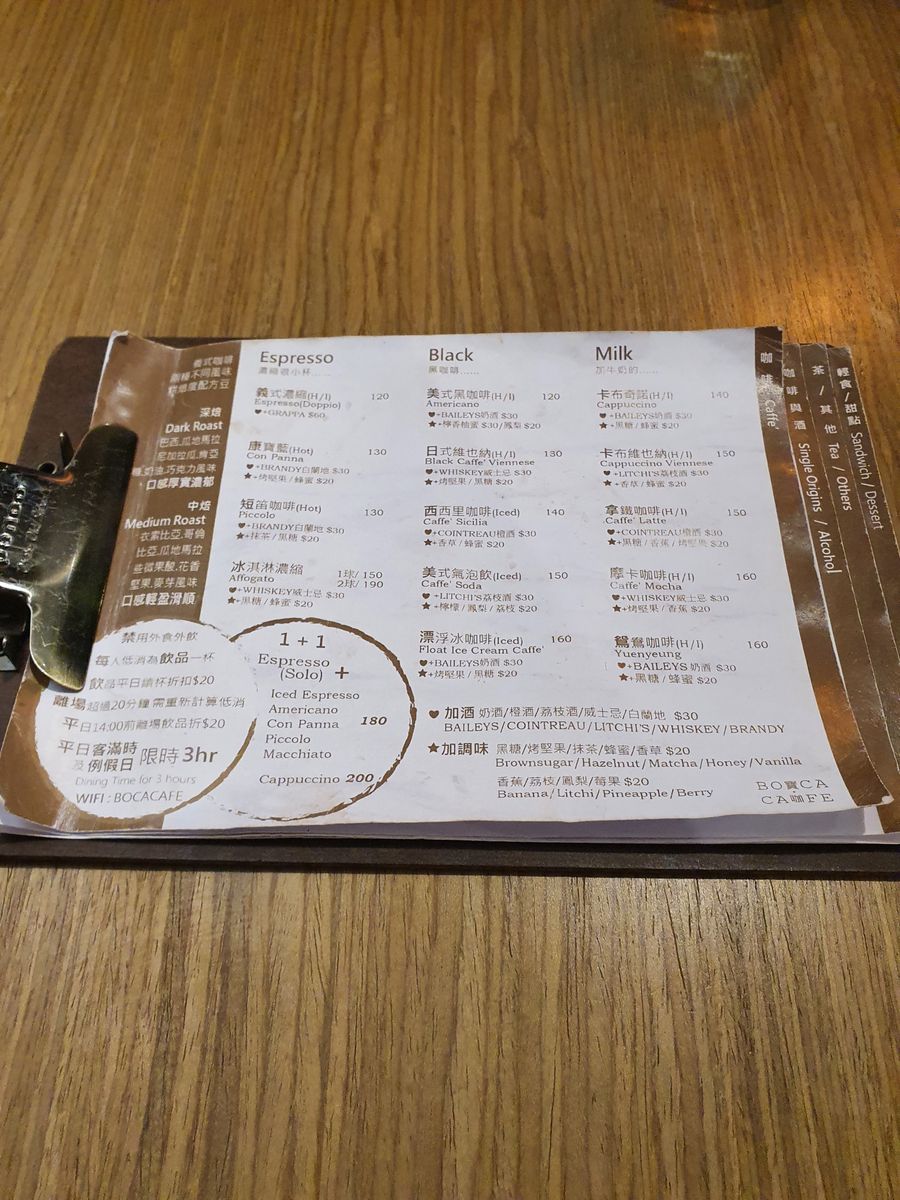 義式咖啡
兩種不同風味
烘焙度配方豆
深焙
Dark Roast
巴西.瓜地馬拉
尼加拉瓜.肯亞
奶油.巧克力風味
口感厚實濃郁
中焙
Medium Roast
衣索比亞.哥倫
比亞.瓜地馬拉
些微果酸.花香
堅果.麥芽風味
口感輕盈滑順
禁用外食外飲
每人低消為飲品一杯
飲品平日續杯折扣$20
離場超過20分鐘需重新計算低消
平日14:00前離場飲品折$20
平日客滿時
及例假日 限時3hr
Dining Time for 3 hours
WIFI : BOCACAFE
Espresso
濃縮很小杯......
義式濃縮(H/I) 120
Espresso(Doppio)
♥+GRAPPA $60
康寶藍(Hot) 130
Con Panna
♥+BRANDY白蘭地 $30
★+烤堅果 / 蜂蜜 $20
短笛咖啡(Hot) 130
Piccolo
♥+BRANDY白蘭地 $30
★+抹茶 / 黑糖 $20
冰淇淋濃縮 1球/ 150
Affogato 2球/ 190
♥+WHISKEY威士忌 $30
★+黑糖 / 蜂蜜 $20
1 + 1
Espresso
(Solo) +
Iced Espresso
Americano
Con Panna 180
Piccolo
Macchiato
Cappuccino 200
Black
黑咖啡......
美式黑咖啡(H/I) 120
Americano
♥+BAILEYS奶酒 $30
★+檸香柚蜜 $30/鳳梨 $20
日式維也納(H/I) 130
Black Caffe' Viennese
♥+WHISKEY威士忌 $30
★+烤堅果 / 黑糖 $20
西西里咖啡(Iced) 140
Caffe' Sicilia
♥+COINTREAU橙酒 $30
★+香草 / 蜂蜜 $20
美式氣泡飲(Iced) 150
Caffe' Soda
♥+LITCHI'S荔枝酒 $30
★+檸檬 / 鳳梨 / 荔枝 $20
漂浮冰咖啡(Iced) 160
Float Ice Cream Caffe'
♥+BAILEYS奶酒 $30
★+烤堅果 / 黑糖 $20
Milk
加牛奶的......
卡布奇諾(H/I) 140
Cappuccino
♥+BAILEYS奶酒 $30
★+黑糖 / 蜂蜜 $20
卡布維也納(H/I) 150
Cappuccino Viennese
♥+LITCHI'S荔枝酒 $30
★+香草 / 蜂蜜 $20
拿鐵咖啡(H/I) 150
Caffe' Latte
♥+COINTREAU橙酒 $30
★+黑糖 / 香蕉 / 烤堅果 $20
摩卡咖啡(H/I) 160
Caffe' Mocha
♥+WHISKEY威士忌 $30
★+烤堅果 / 香蕉 $20
鴛鴦咖啡(H/I) 160
Yuenyeung
♥+BAILEYS 奶酒 $30
★+黑糖 / 蜂蜜 $20
♥ 加酒 奶酒/橙酒/荔枝酒/威士忌/白蘭地 $30
BAILEYS/COINTREAU/LITCHI'S/WHISKEY/BRANDY
★加調味 黑糖/烤堅果/抹茶/蜂蜜/香草 $20
Brownsugar/Hazelnut/Matcha/Honey/Vanilla
香蕉/荔枝/鳳梨/莓果 $20
Banana/Litchi/Pineapple/Berry
BO寶CA
CA咖FE
咖啡 Caffe'
咖啡與酒 Single Origins / Alcohol
茶 / 其他 Tea / Others
輕食/甜點 Sandwich / Dessert